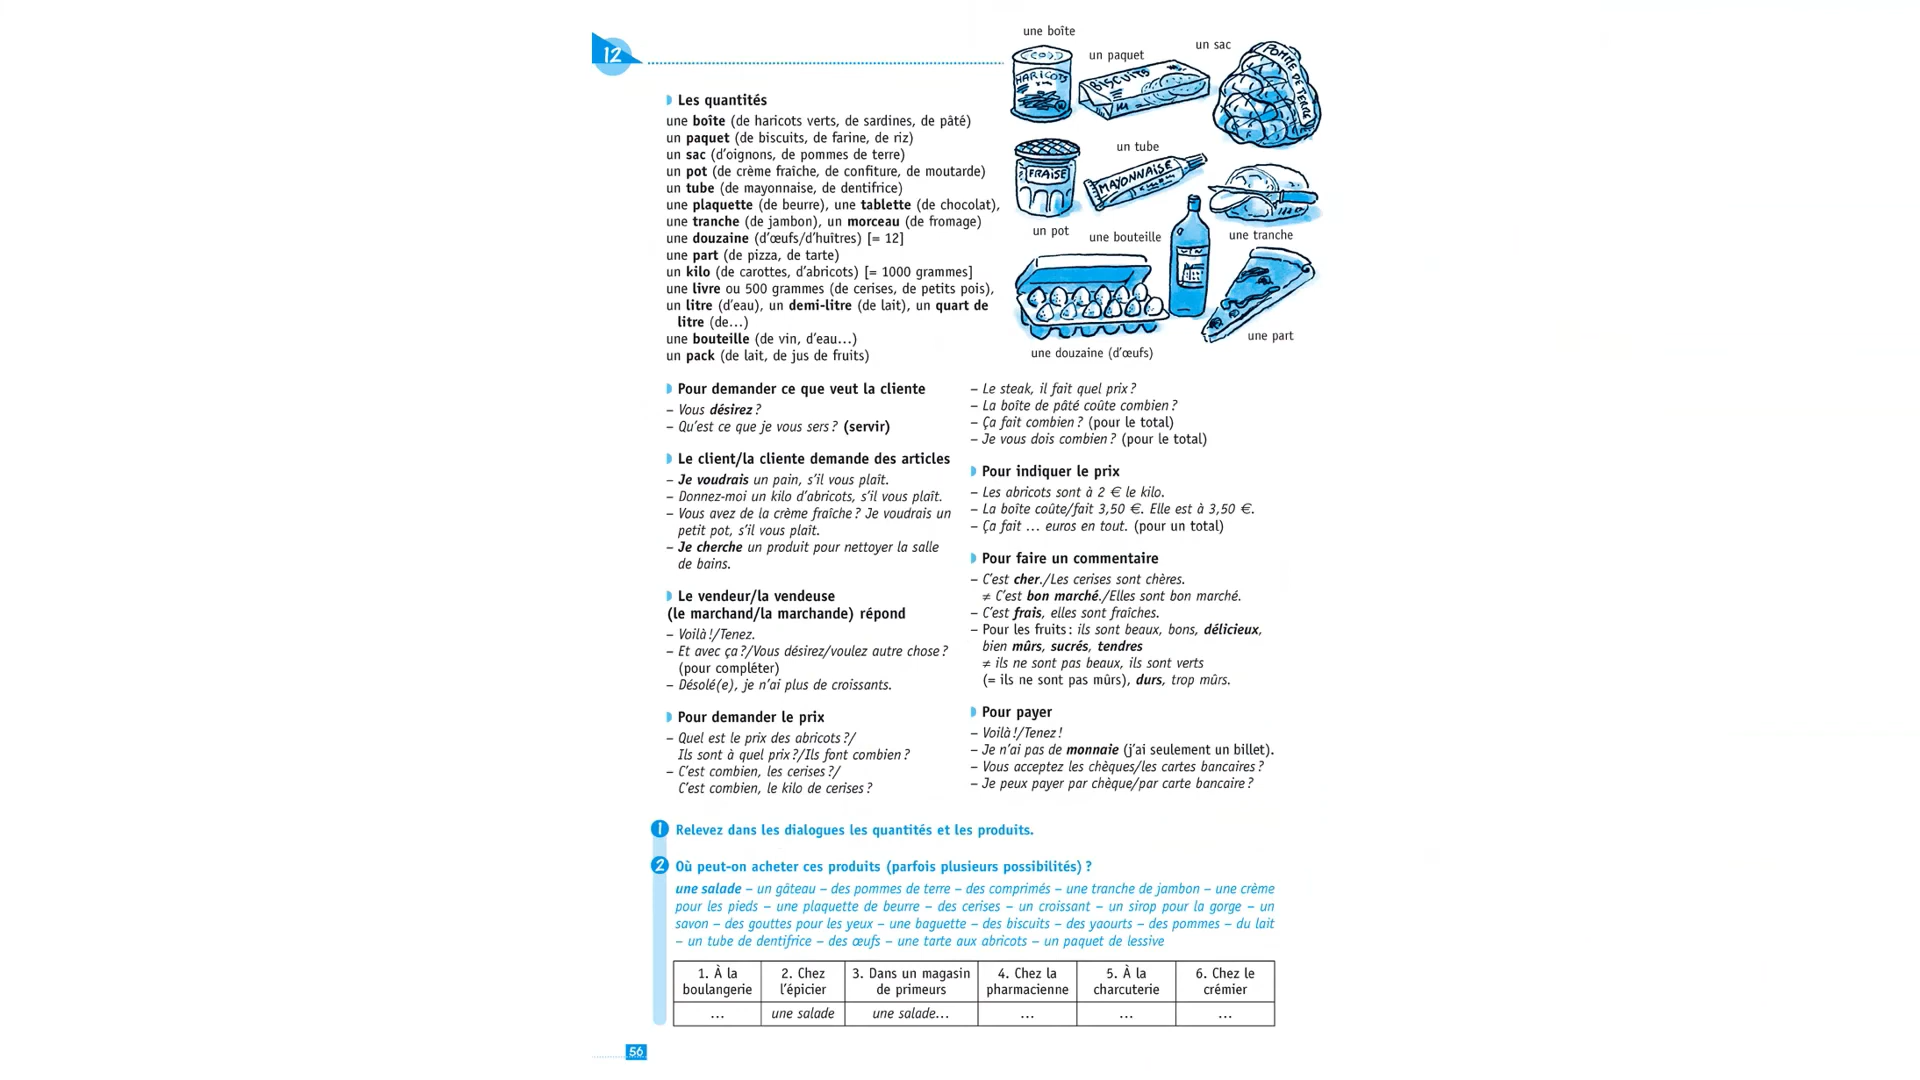 12
une boîte
un paquet
un sac
HARICOTS
BISCUITS
POMME DE TERRE
Les quantités
une boîte (de haricots verts, de sardines, de pâté)
un paquet (de biscuits, de farine, de riz)
un sac (d'oignons, de pommes de terre)
un pot (de crème fraîche, de confiture, de moutarde)
un tube (de mayonnaise, de dentifrice)
une plaquette (de beurre), une tablette (de chocolat),
une tranche (de jambon), un morceau (de fromage)
une douzaine (d'œufs/d'huîtres) [= 12]
une part (de pizza, de tarte)
un kilo (de carottes, d'abricots) [= 1000 grammes]
une livre ou 500 grammes (de cerises, de petits pois),
un litre (d'eau), un demi-litre (de lait), un quart de
litre (de…)
une bouteille (de vin, d'eau…)
un pack (de lait, de jus de fruits)
un tube
FRAISE
MAYONNAISE
un pot
une bouteille
une tranche
VIN
une part
une douzaine (d'œufs)
Pour demander ce que veut la cliente
– Vous désirez ?
– Qu'est ce que je vous sers ? (servir)
Le client/la cliente demande des articles
– Je voudrais un pain, s'il vous plaît.
– Donnez-moi un kilo d'abricots, s'il vous plaît.
– Vous avez de la crème fraîche ? Je voudrais un
petit pot, s'il vous plaît.
– Je cherche un produit pour nettoyer la salle
de bains.
Le vendeur/la vendeuse
(le marchand/la marchande) répond
– Voilà !/Tenez.
– Et avec ça ?/Vous désirez/voulez autre chose ?
(pour compléter)
– Désolé(e), je n'ai plus de croissants.
Pour demander le prix
– Quel est le prix des abricots ?/
Ils sont à quel prix ?/Ils font combien ?
– C'est combien, les cerises ?/
C'est combien, le kilo de cerises ?
– Le steak, il fait quel prix ?
– La boîte de pâté coûte combien ?
– Ça fait combien ? (pour le total)
– Je vous dois combien ? (pour le total)
Pour indiquer le prix
– Les abricots sont à 2 € le kilo.
– La boîte coûte/fait 3,50 €. Elle est à 3,50 €.
– Ça fait … euros en tout. (pour un total)
Pour faire un commentaire
– C'est cher./Les cerises sont chères.
≠ C'est bon marché./Elles sont bon marché.
– C'est frais, elles sont fraîches.
– Pour les fruits : ils sont beaux, bons, délicieux,
bien mûrs, sucrés, tendres
≠ ils ne sont pas beaux, ils sont verts
(= ils ne sont pas mûrs), durs, trop mûrs.
Pour payer
– Voilà !/Tenez !
– Je n'ai pas de monnaie (j'ai seulement un billet).
– Vous acceptez les chèques/les cartes bancaires ?
– Je peux payer par chèque/par carte bancaire ?
1 Relevez dans les dialogues les quantités et les produits.
2 Où peut-on acheter ces produits (parfois plusieurs possibilités) ?
une salade – un gâteau – des pommes de terre – des comprimés – une tranche de jambon – une crème
pour les pieds – une plaquette de beurre – des cerises – un croissant – un sirop pour la gorge – un
savon – des gouttes pour les yeux – une baguette – des biscuits – des yaourts – des pommes – du lait
– un tube de dentifrice – des œufs – une tarte aux abricots – un paquet de lessive
1. À la boulangerie
2. Chez l'épicier
3. Dans un magasin de primeurs
4. Chez la pharmacienne
5. À la charcuterie
6. Chez le crémier
…
une salade
une salade…
…
…
…
56